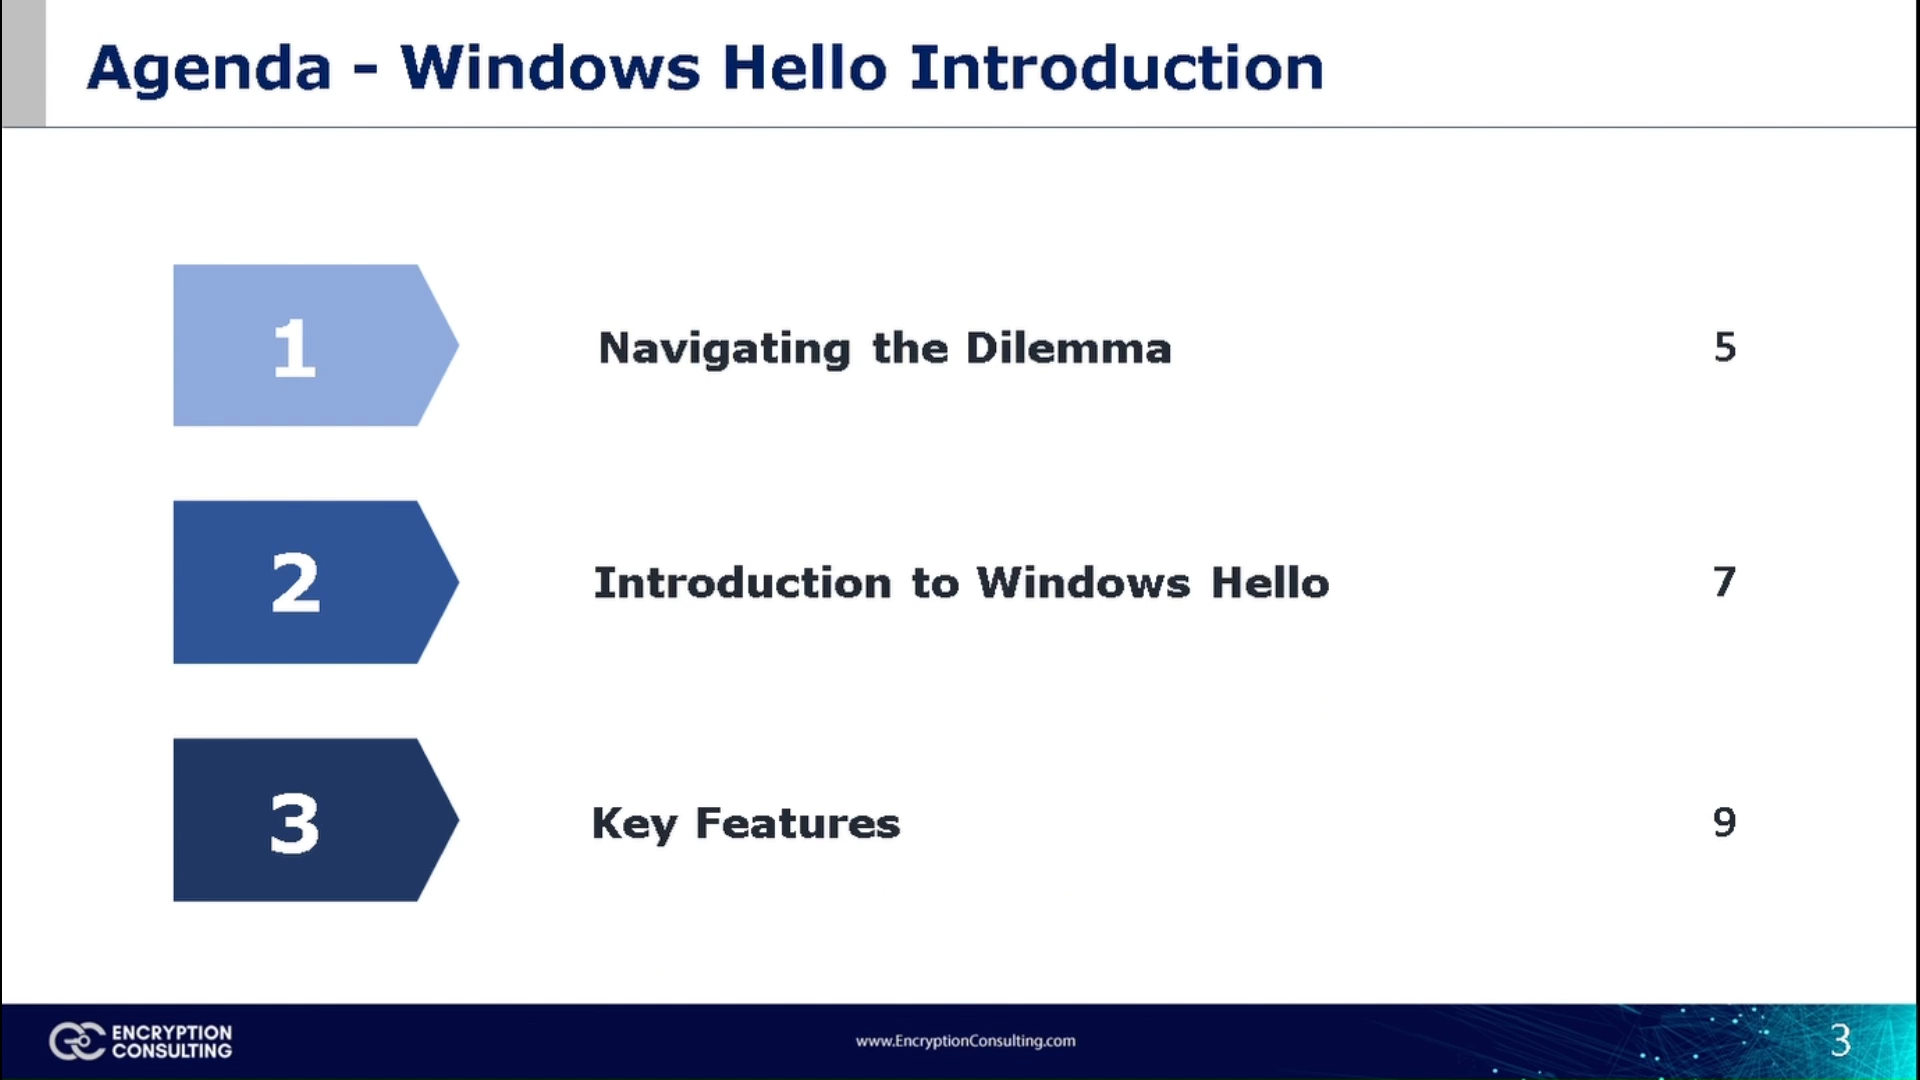 Agenda - Windows Hello Introduction
1 Navigating the Dilemma 5
2 Introduction to Windows Hello 7
3 Key Features 9
ENCRYPTION
CONSULTING
www.EncryptionConsulting.com
3